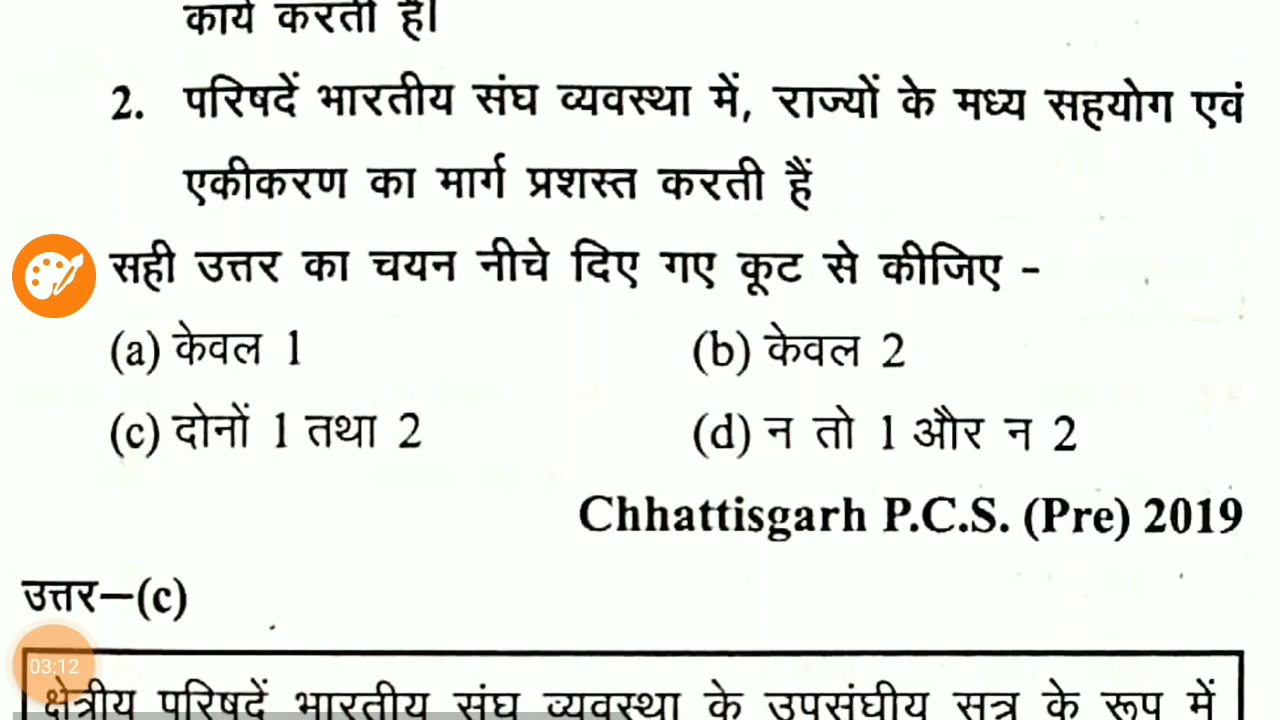 कार्य करती हैं।
2. परिषदें भारतीय संघ व्यवस्था में, राज्यों के मध्य सहयोग एवं
एकीकरण का मार्ग प्रशस्त करती हैं
सही उत्तर का चयन नीचे दिए गए कूट से कीजिए -
(a) केवल 1 (b) केवल 2
(c) दोनों 1 तथा 2 (d) न तो 1 और न 2
Chhattisgarh P.C.S. (Pre) 2019
उत्तर–(c)
03:12
क्षेत्रीय परिषदें भारतीय संघ व्यवस्था के उपसंघीय सूत्र के रूप में